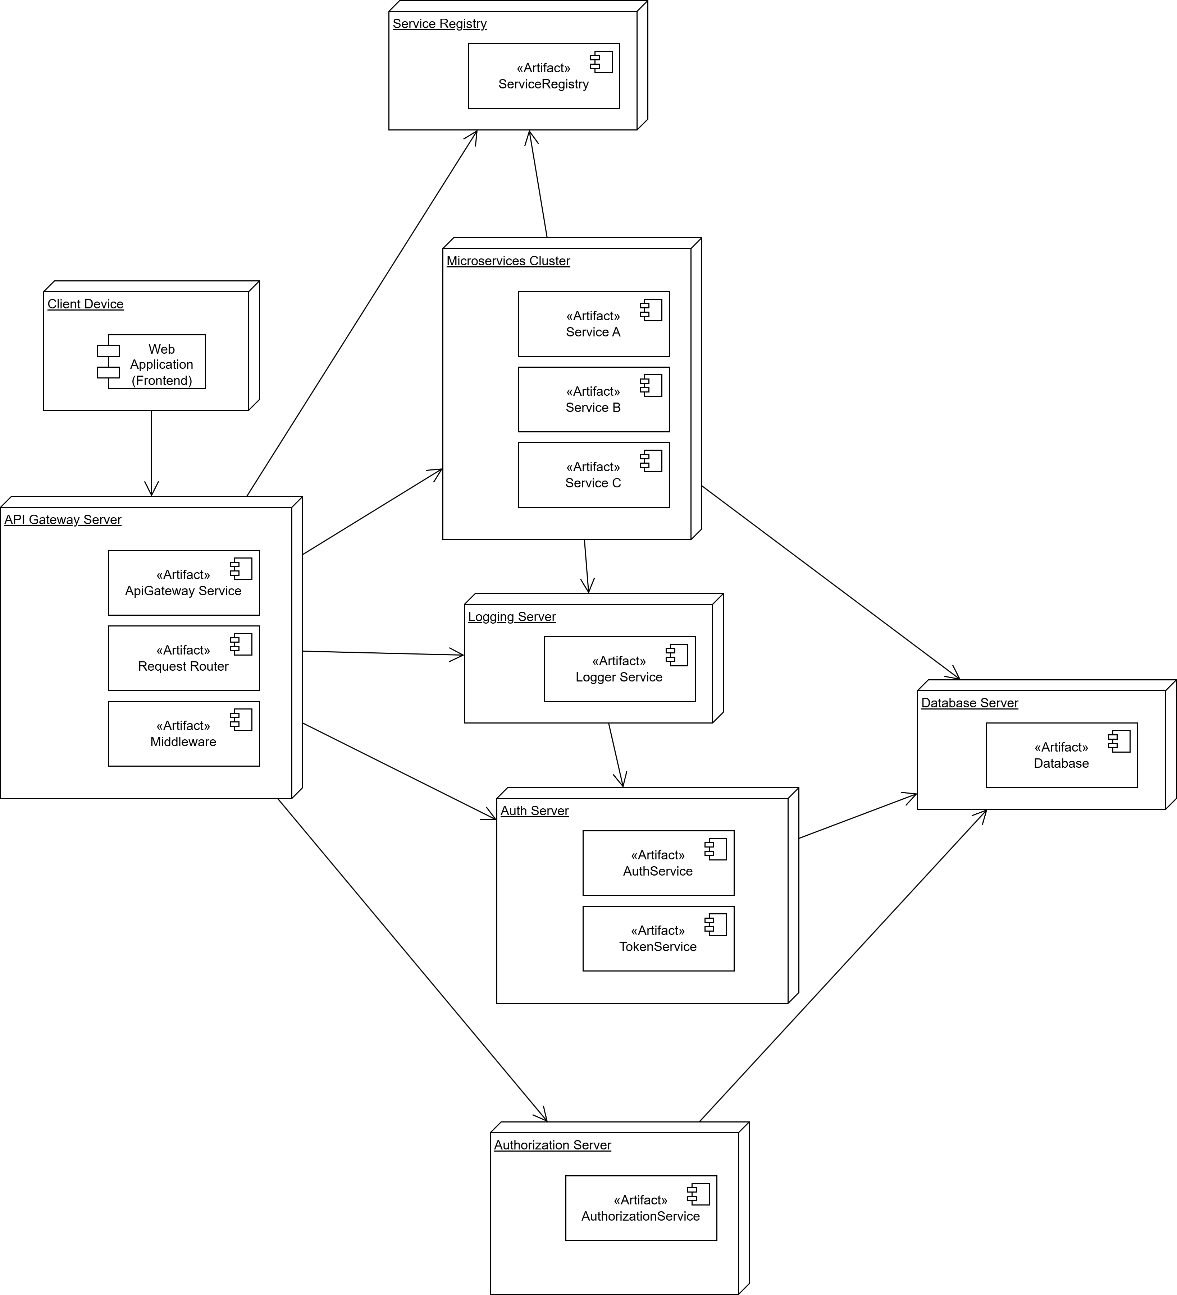 Service Registry
«Artifact»
ServiceRegistry
Microservices Cluster
«Artifact»
Service A
«Artifact»
Service B
«Artifact»
Service C
Client Device
Web
Application
(Frontend)
API Gateway Server
«Artifact»
ApiGateway Service
«Artifact»
Request Router
«Artifact»
Middleware
Logging Server
«Artifact»
Logger Service
Database Server
«Artifact»
Database
Auth Server
«Artifact»
AuthService
«Artifact»
TokenService
Authorization Server
«Artifact»
AuthorizationService